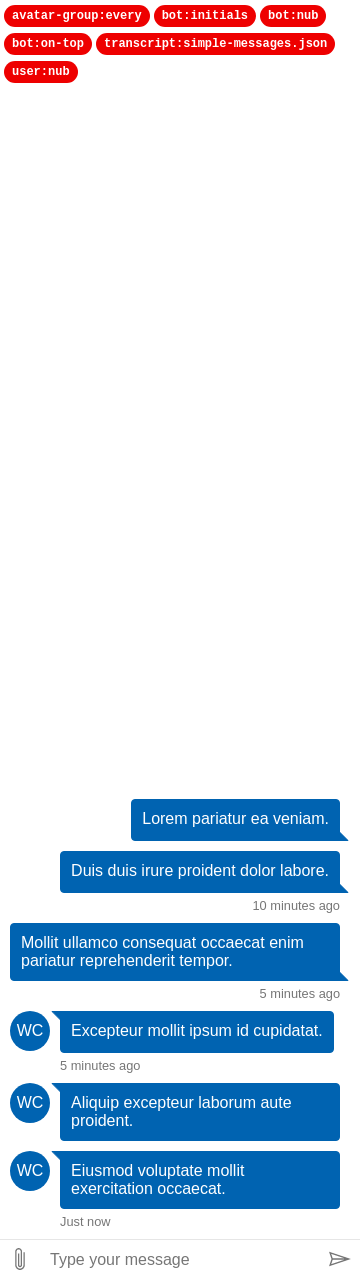 avatar-group:every bot:initials bot:nub
bot:on-top transcript:simple-messages.json
user:nub
Lorem pariatur ea veniam.
Duis duis irure proident dolor labore.
10 minutes ago
Mollit ullamco consequat occaecat enim
pariatur reprehenderit tempor.
5 minutes ago
WC Excepteur mollit ipsum id cupidatat.
5 minutes ago
WC Aliquip excepteur laborum aute
proident.
WC Eiusmod voluptate mollit
exercitation occaecat.
Just now
Type your message